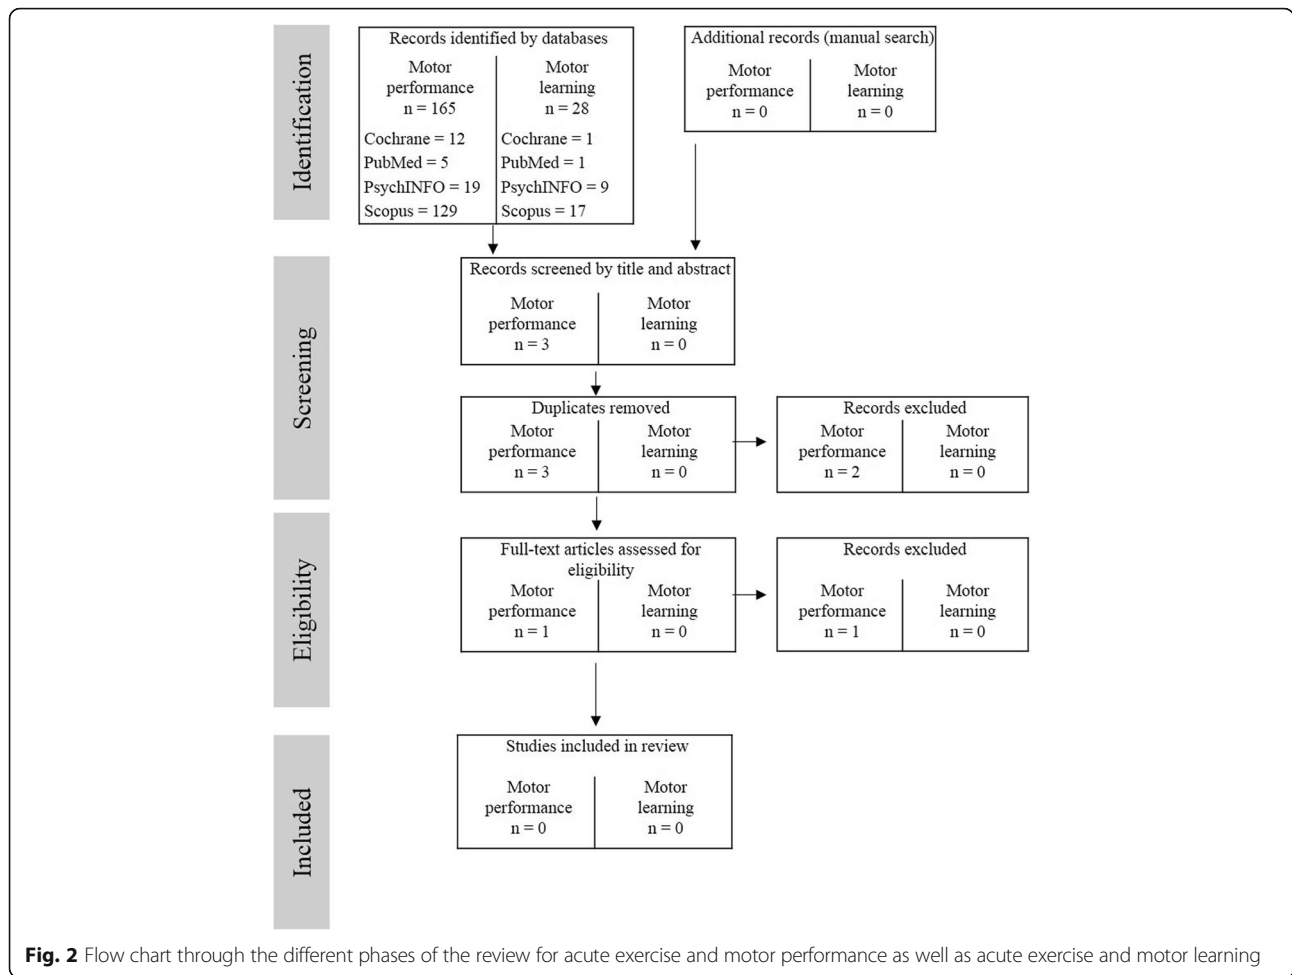 Identification
Records identified by databases
Motor
performance
n = 165
Motor
learning
n = 28
Cochrane = 12
PubMed = 5
PsychINFO = 19
Scopus = 129
Cochrane = 1
PubMed = 1
PsychINFO = 9
Scopus = 17
Additional records (manual search)
Motor
performance
n = 0
Motor
learning
n = 0
Screening
Records screened by title and abstract
Motor
performance
n = 3
Motor
learning
n = 0
Duplicates removed
Motor
performance
n = 3
Motor
learning
n = 0
Records excluded
Motor
performance
n = 2
Motor
learning
n = 0
Eligibility
Full-text articles assessed for
eligibility
Motor
performance
n = 1
Motor
learning
n = 0
Records excluded
Motor
performance
n = 1
Motor
learning
n = 0
Included
Studies included in review
Motor
performance
n = 0
Motor
learning
n = 0
Fig. 2 Flow chart through the different phases of the review for acute exercise and motor performance as well as acute exercise and motor learning